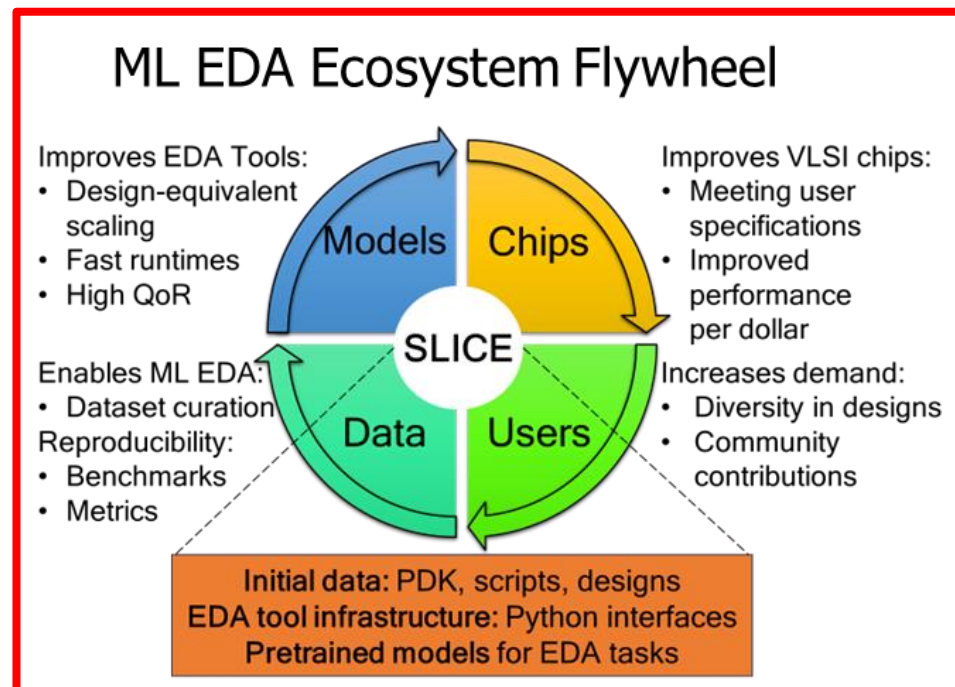 ML EDA Ecosystem Flywheel
Improves EDA Tools:
• Design-equivalent
scaling
• Fast runtimes
• High QoR
Models
Chips
Improves VLSI chips:
• Meeting user
specifications
• Improved
performance
per dollar
SLICE
Enables ML EDA:
• Dataset curation
Reproducibility:
• Benchmarks
• Metrics
Data
Users
Increases demand:
• Diversity in designs
• Community
contributions
Initial data: PDK, scripts, designs
EDA tool infrastructure: Python interfaces
Pretrained models for EDA tasks